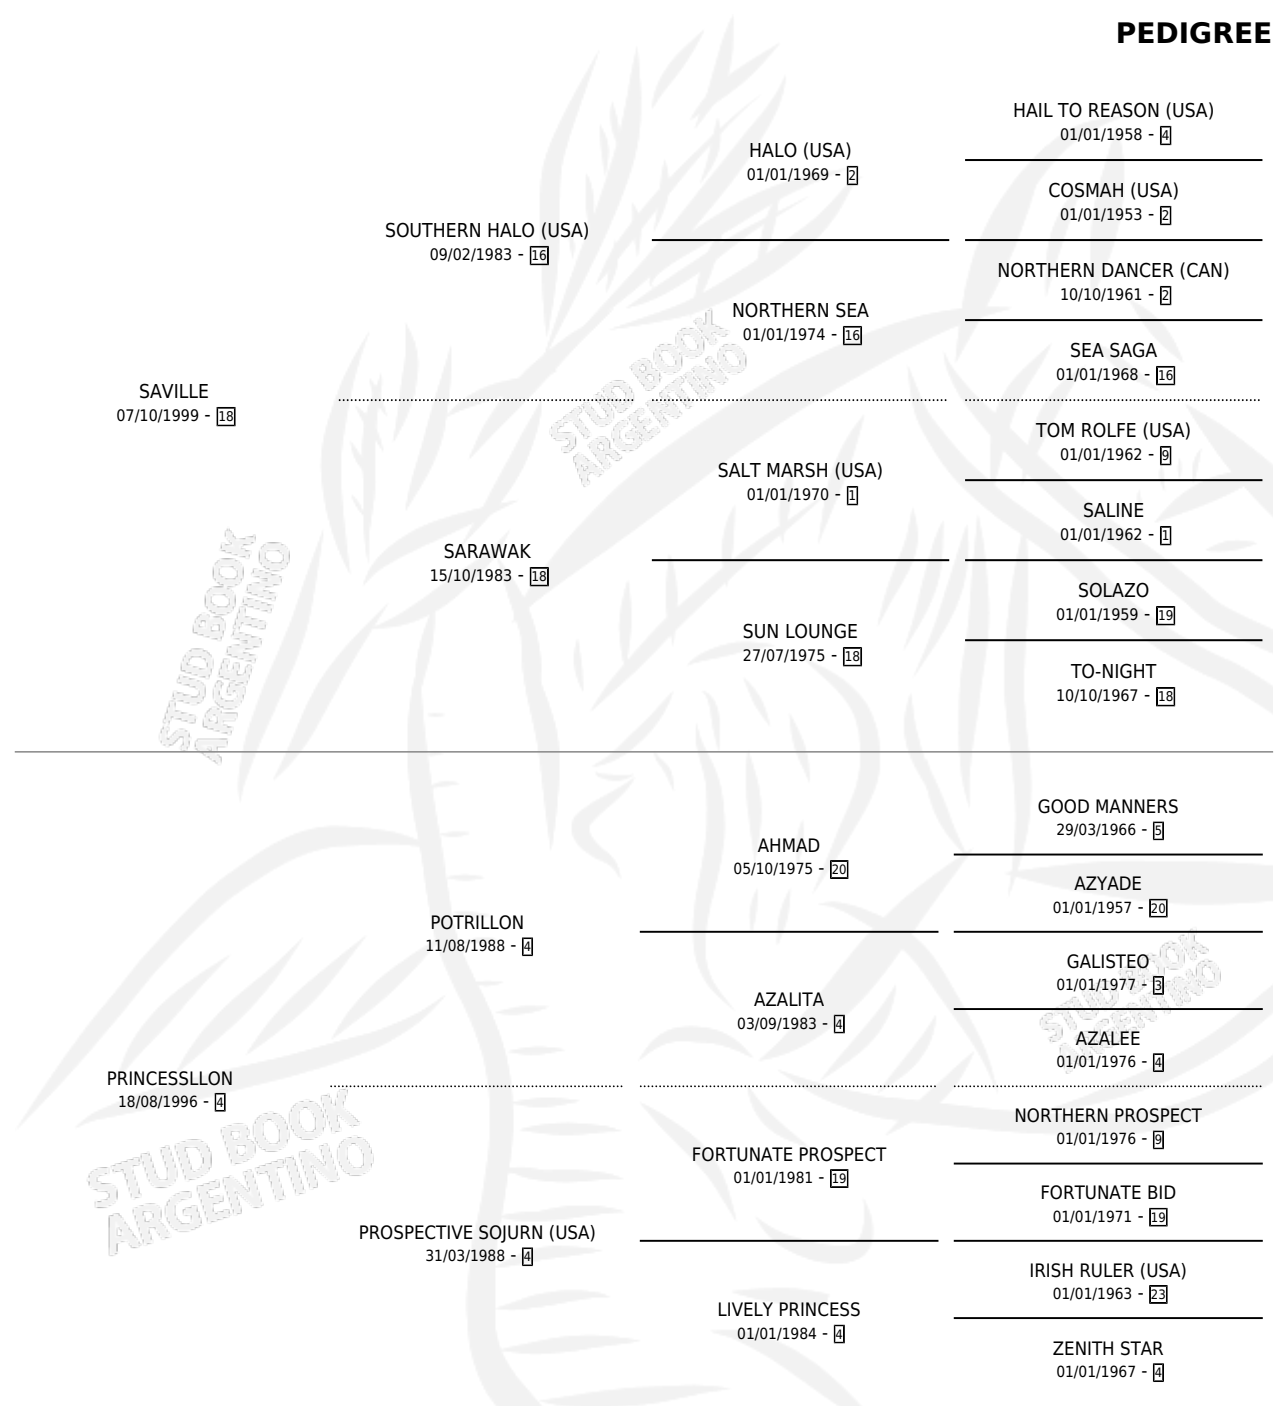 PEDIGREE
HAIL TO REASON (USA)
01/01/1958 - 4
HALO (USA)
01/01/1969 - 2
COSMAH (USA)
01/01/1953 - 2
SOUTHERN HALO (USA)
09/02/1983 - 16
NORTHERN DANCER (CAN)
10/10/1961 - 2
NORTHERN SEA
01/01/1974 - 16
SEA SAGA
01/01/1968 - 16
SAVILLE
07/10/1999 - 18
STUD BOOK
ARGENTINO
TOM ROLFE (USA)
01/01/1962 - 9
SALT MARSH (USA)
01/01/1970 - 1
SALINE
01/01/1962 - 1
SARAWAK
15/10/1983 - 18
SOLAZO
01/01/1959 - 19
SUN LOUNGE
27/07/1975 - 18
TO-NIGHT
10/10/1967 - 18
STUD BOOK
ARGENTINO
GOOD MANNERS
29/03/1966 - 5
AHMAD
05/10/1975 - 20
AZYADE
01/01/1957 - 20
POTRILLON
11/08/1988 - 4
GALISTEO
01/01/1977 - 3
AZALITA
03/09/1983 - 4
AZALEE
01/01/1976 - 4
STUD BOOK
ARGENTINO
PRINCESSLLON
18/08/1996 - 4
NORTHERN PROSPECT
01/01/1976 - 9
FORTUNATE PROSPECT
01/01/1981 - 19
FORTUNATE BID
01/01/1971 - 19
STUD BOOK
ARGENTINO
PROSPECTIVE SOJURN (USA)
31/03/1988 - 4
IRISH RULER (USA)
01/01/1963 - 23
LIVELY PRINCESS
01/01/1984 - 4
ZENITH STAR
01/01/1967 - 4